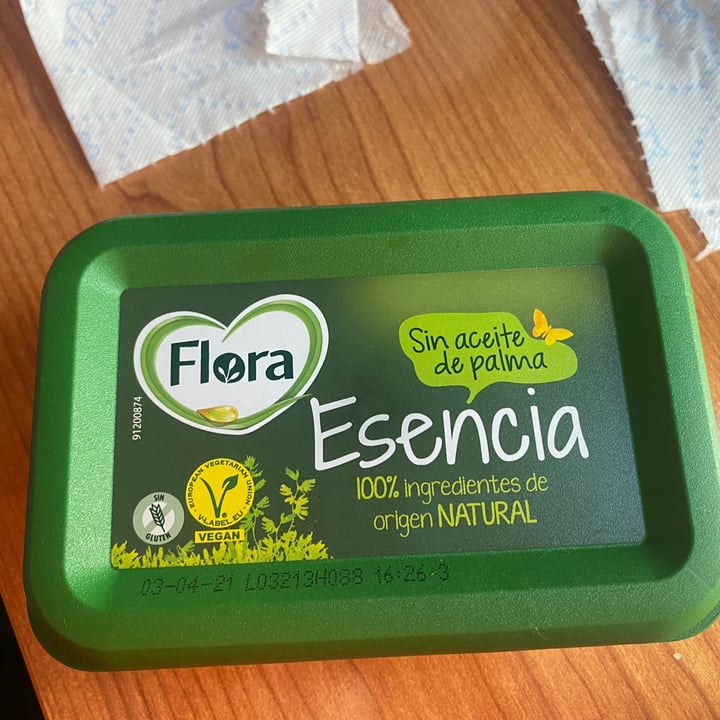 Flora
Sin aceite
de palma
Esencia
100% ingredientes de
origen NATURAL
91200874
SIN
GLUTEN
EUROPEAN VEGETARIAN UNION
V-LABEL.EU
VEGAN
03-04-21 L03213H088 16:26 3